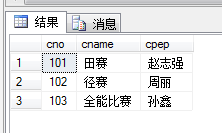 结果 消息
cno cname cpep
1 101 田赛 赵志强
2 102 径赛 周丽
3 103 全能比赛 孙鑫